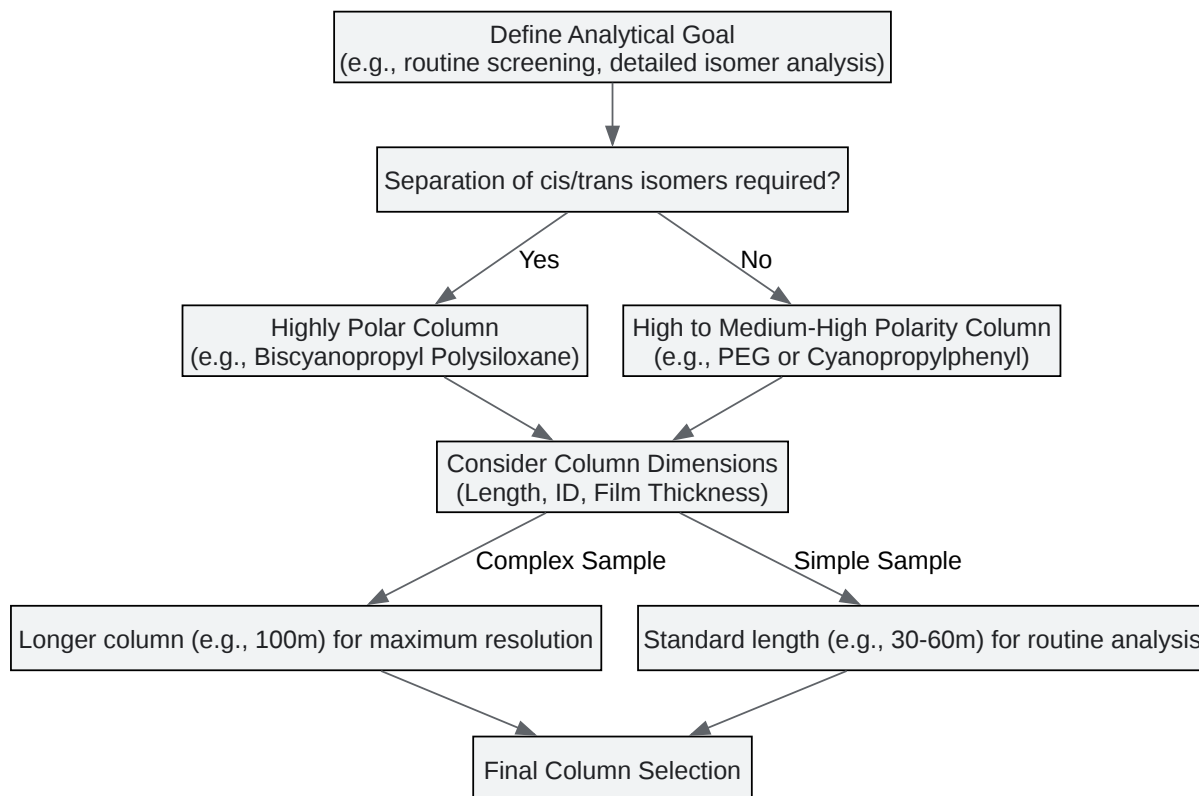 Define Analytical Goal
(e.g., routine screening, detailed isomer analysis)
Separation of cis/trans isomers required?
Yes
No
Highly Polar Column
(e.g., Biscyanopropyl Polysiloxane)
High to Medium-High Polarity Column
(e.g., PEG or Cyanopropylphenyl)
Consider Column Dimensions
(Length, ID, Film Thickness)
Complex Sample
Simple Sample
Longer column (e.g., 100m) for maximum resolution
Standard length (e.g., 30-60m) for routine analysis
Final Column Selection